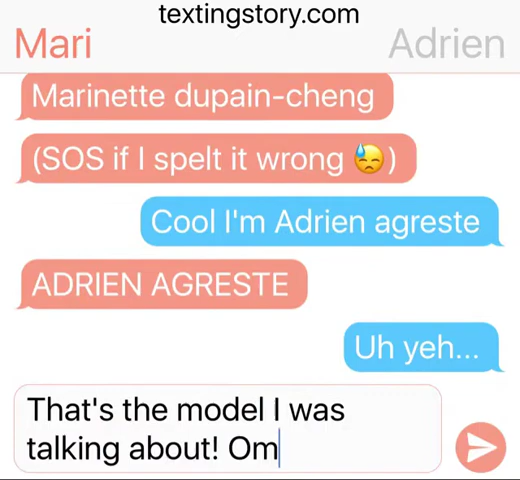 textingstory.com
Mari
Adrien
Marinette dupain-cheng
(SOS if I spelt it wrong 😓)
Cool I'm Adrien agreste
ADRIEN AGRESTE
Uh yeh...
That's the model I was
talking about! Om